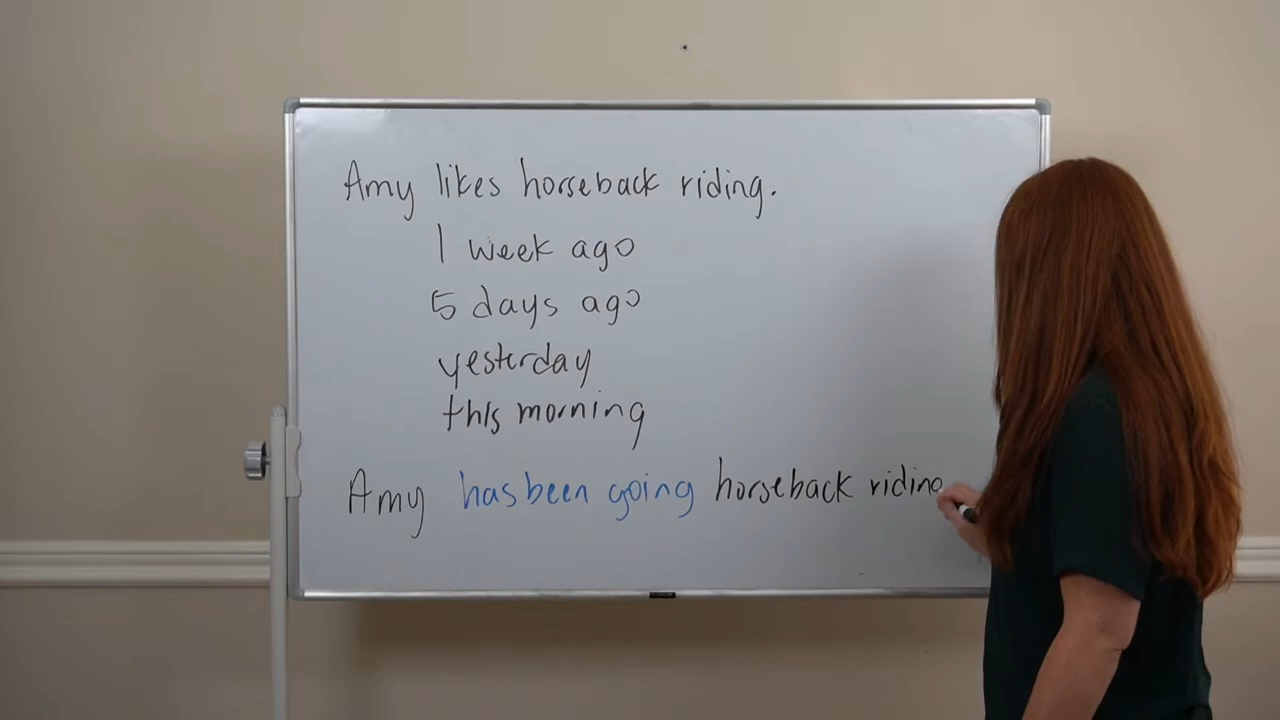 Amy likes horseback riding.
1 week ago
5 days ago
yesterday
this morning
Amy has been going horseback riding